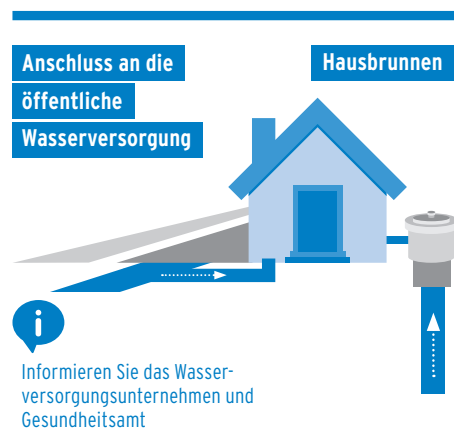 Anschluss an die
öffentliche
Wasserversorgung
Hausbrunnen
i
Informieren Sie das Wasser-
versorgungsunternehmen und
Gesundheitsamt